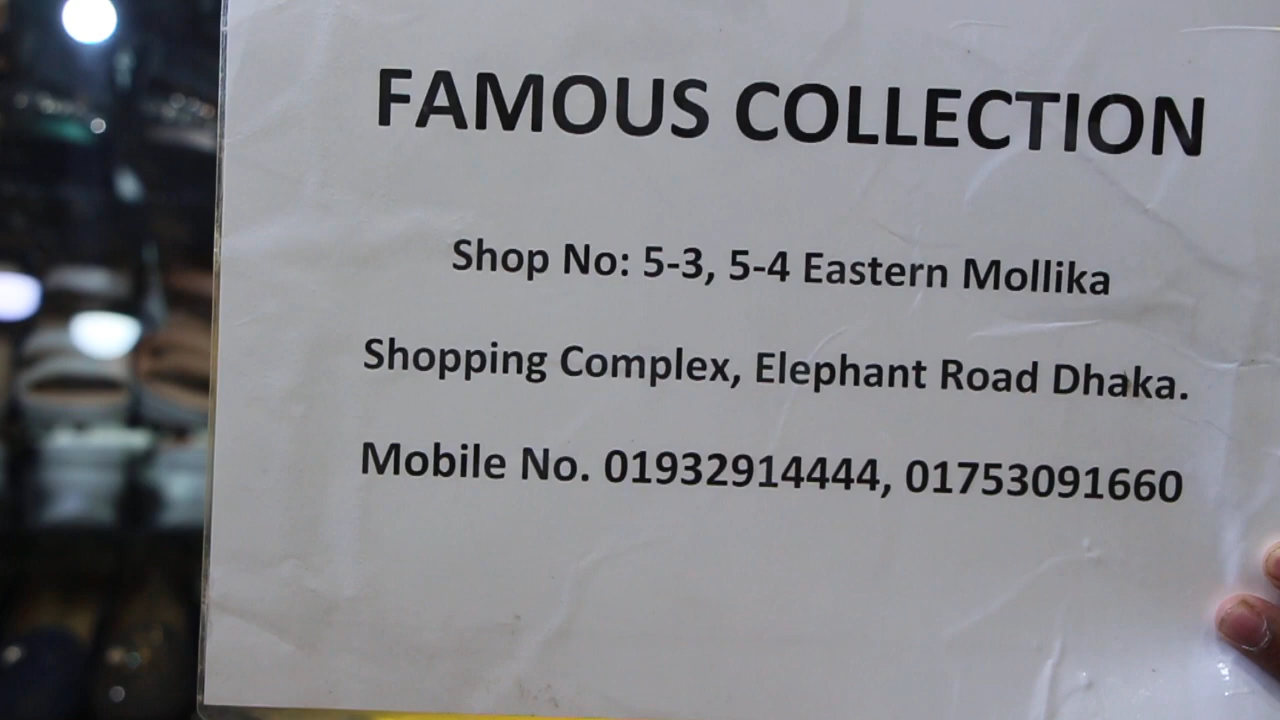 FAMOUS COLLECTION
Shop No: 5-3, 5-4 Eastern Mollika
Shopping Complex, Elephant Road Dhaka.
Mobile No. 01932914444, 01753091660